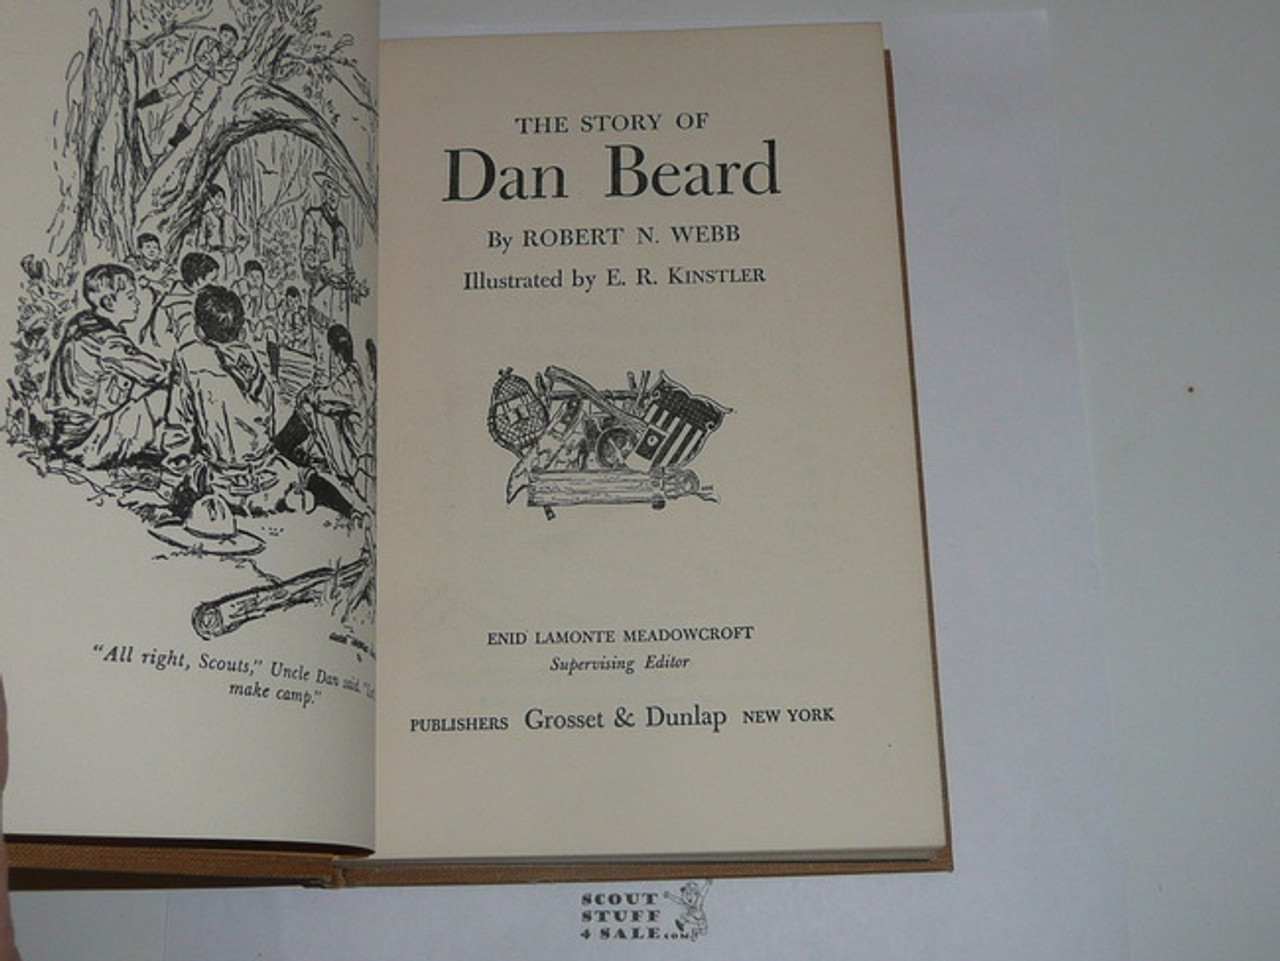 "All right, Scouts," Uncle Dan said. "Let
make camp."
THE STORY OF
Dan Beard
By ROBERT N. WEBB
Illustrated by E. R. KINSTLER
ENID LAMONTE MEADOWCROFT
Supervising Editor
PUBLISHERS Grosset & Dunlap NEW YORK
SCOUT
STUFF
4 SALE.COM